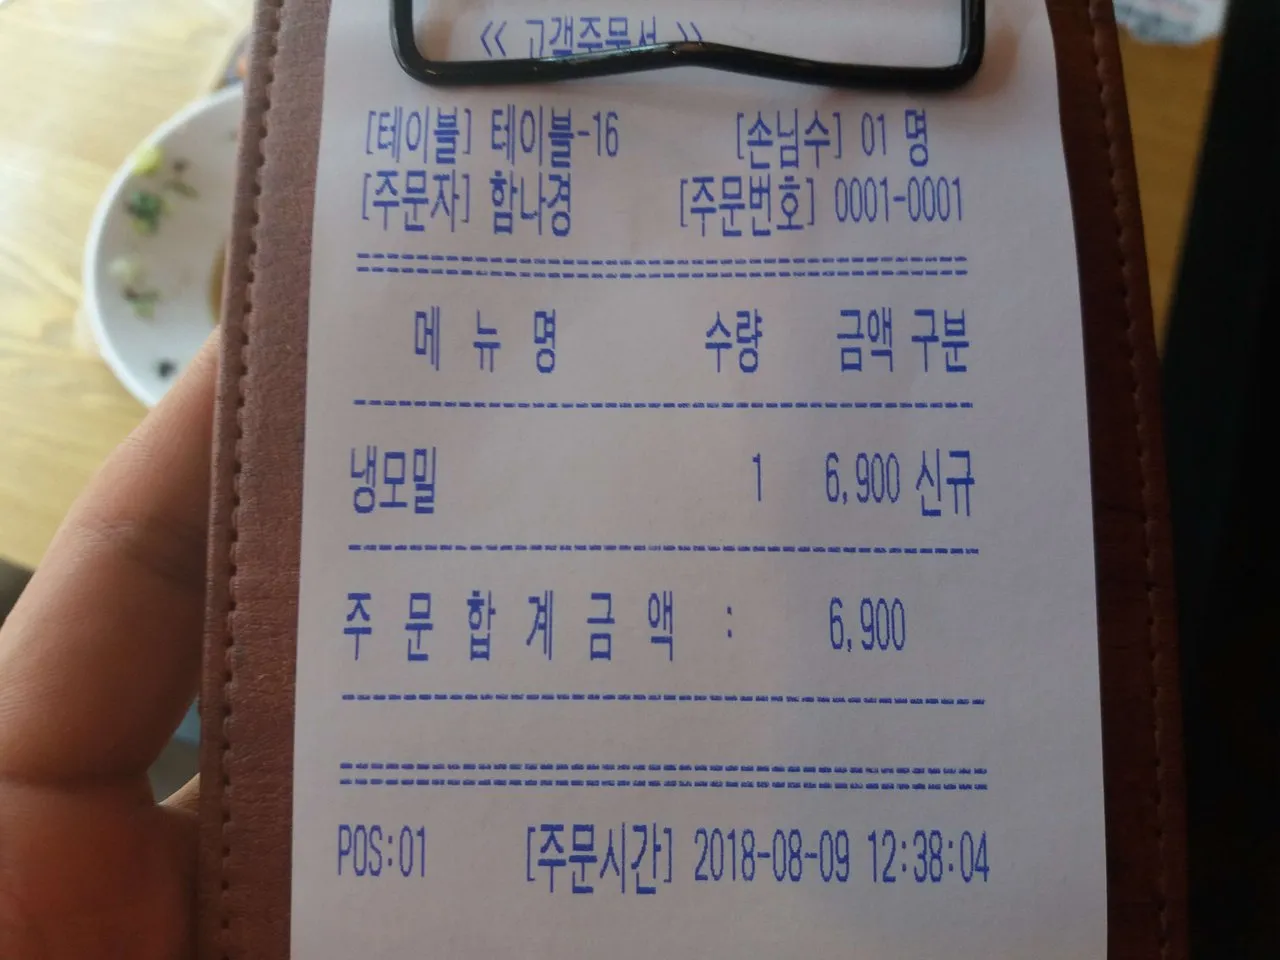 << 고객주문서 >>
[테이블] 테이블-16 [손님수] 01 명
[주문자] 함나경 [주문번호] 0001-0001
메 뉴 명 수량 금액 구분
냉모밀 1 6,900 신규
주 문 합 계 금 액 : 6,900
POS:01 [주문시간] 2018-08-09 12:38:04